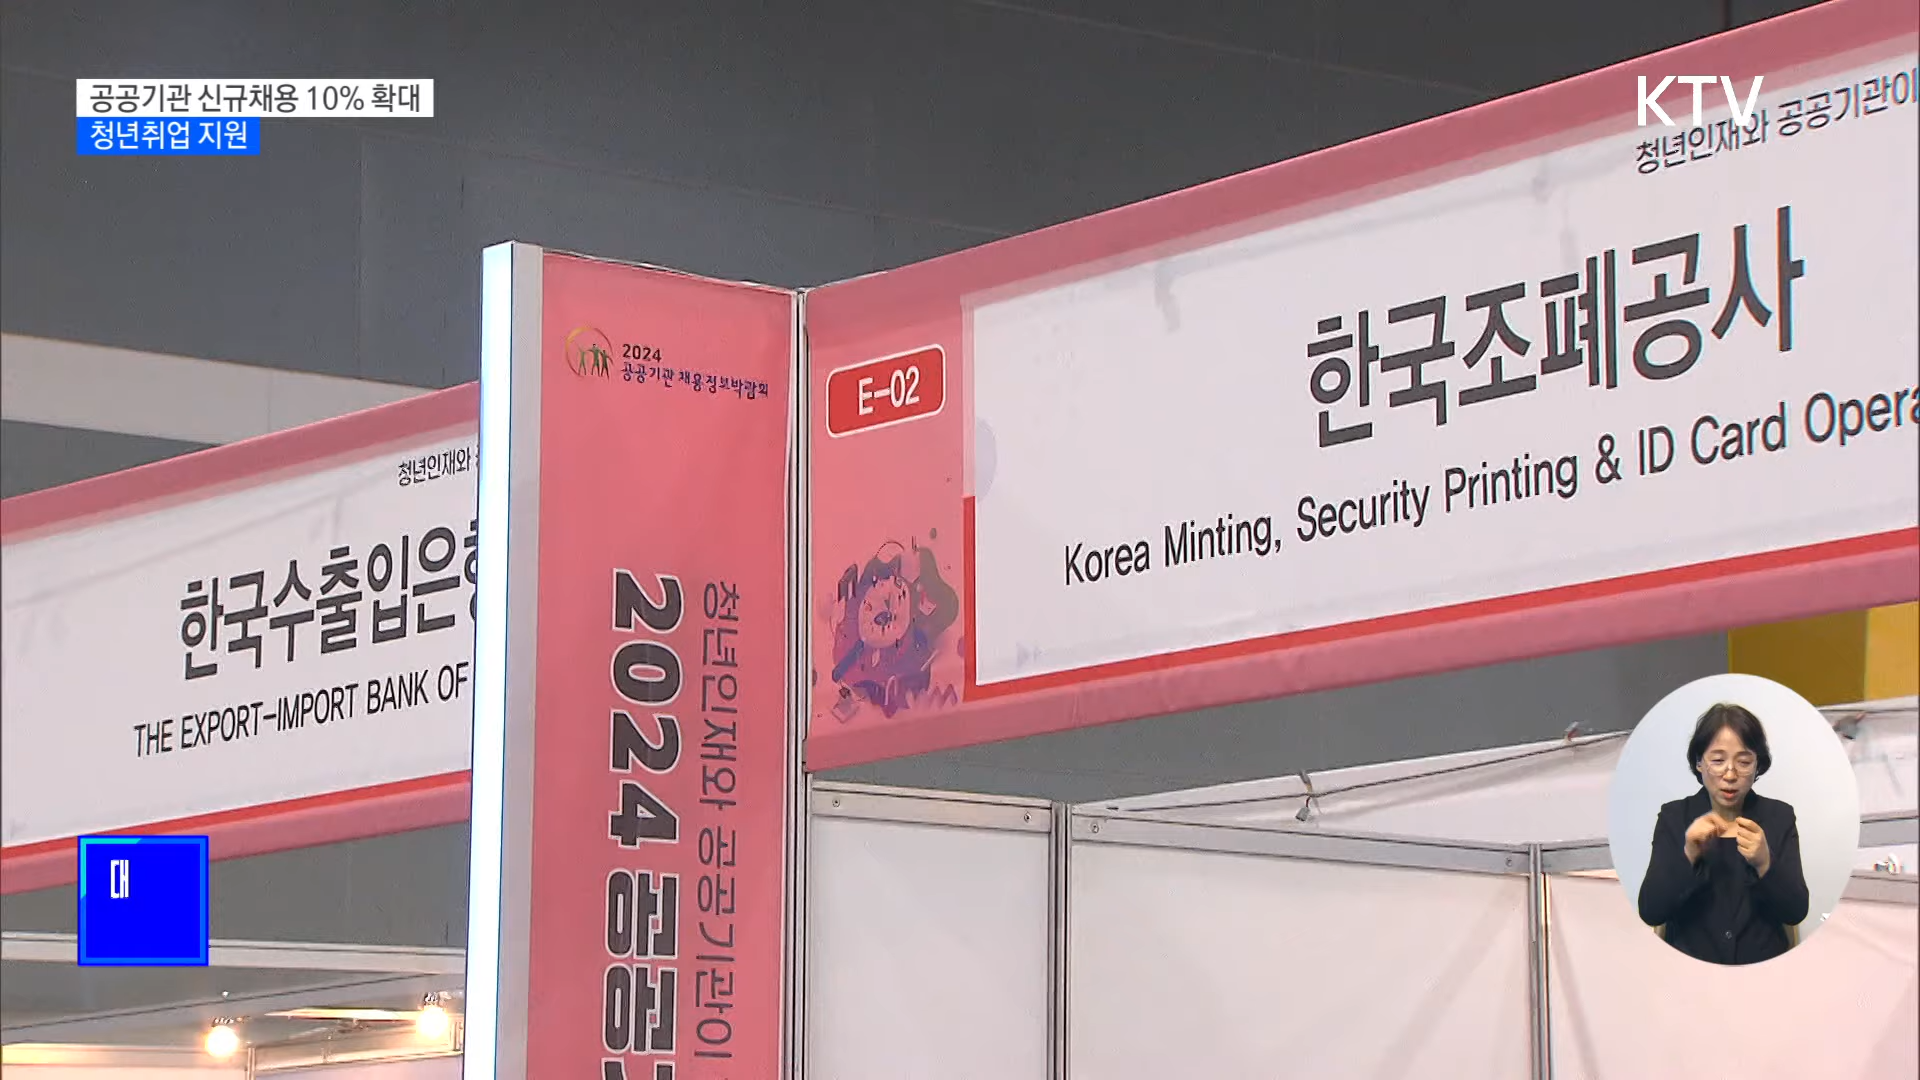 공공기관 신규채용 10% 확대
청년취업 지원
KTV
청년인재와 공공기관이
한국조폐공사
Korea Minting, Security Printing & ID Card Opera
E-02
2024
공공기관 채용정보박람회
청년인재와 공공기관이
2024 공공
청년인재와
한국수출입은행
THE EXPORT-IMPORT BANK OF
대